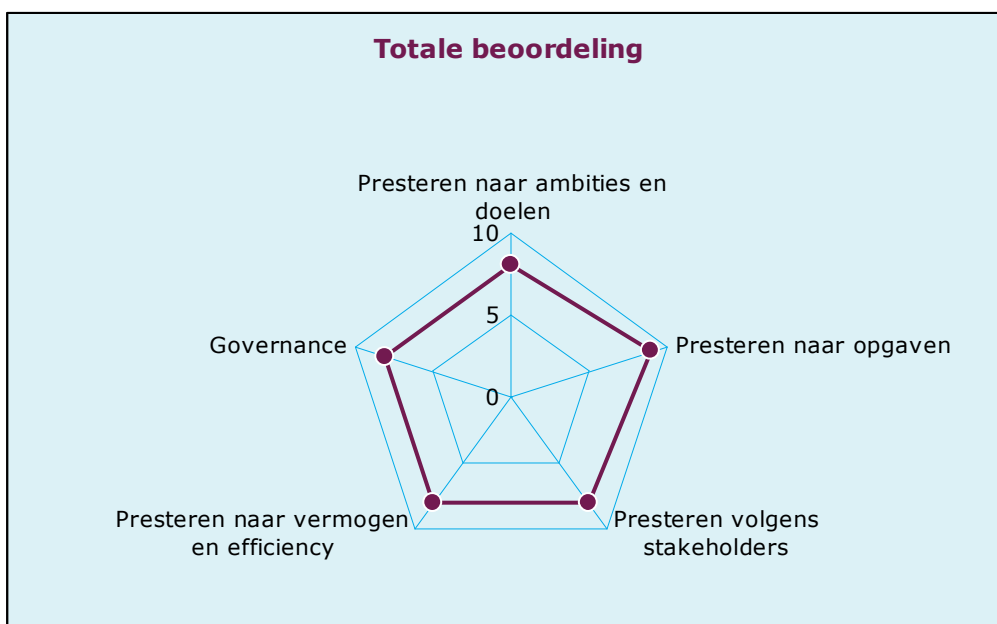 Totale beoordeling
Presteren naar ambities en
doelen
10
5
0
Governance
Presteren naar opgaven
Presteren naar vermogen
en efficiency
Presteren volgens
stakeholders